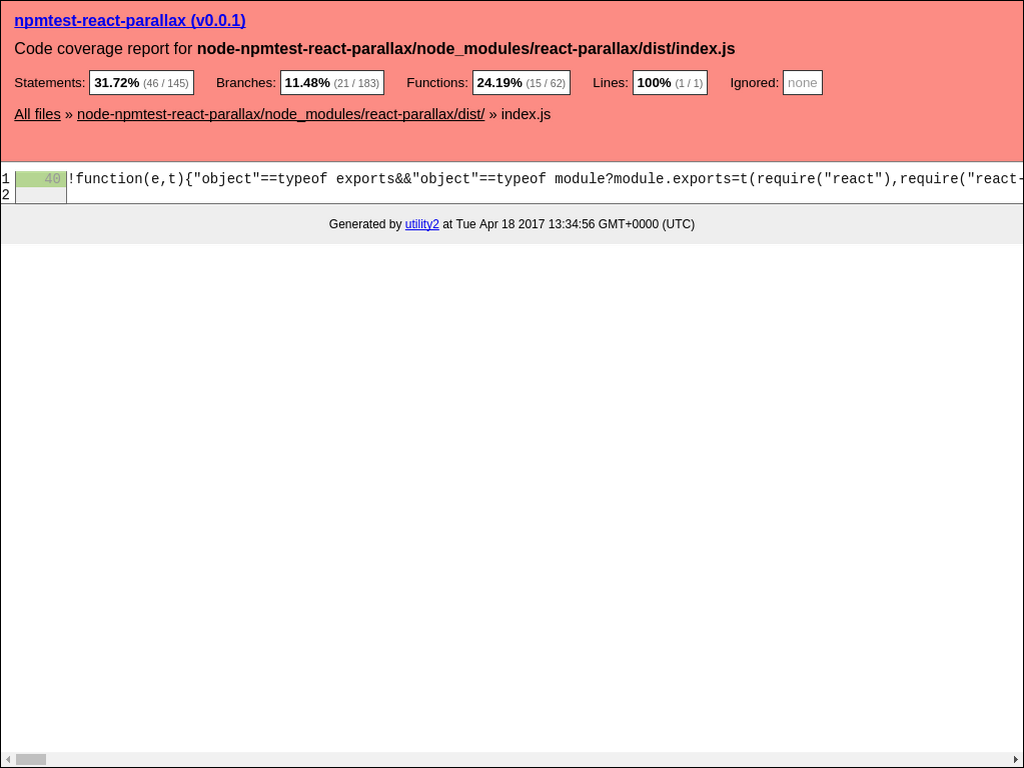 npmtest-react-parallax (v0.0.1)
Code coverage report for node-npmtest-react-parallax/node_modules/react-parallax/dist/index.js
Statements: 31.72% (46 / 145) Branches: 11.48% (21 / 183) Functions: 24.19% (15 / 62) Lines: 100% (1 / 1) Ignored: none
All files » node-npmtest-react-parallax/node_modules/react-parallax/dist/ » index.js
1 40 !function(e,t){"object"==typeof exports&&"object"==typeof module?module.exports=t(require("react"),require("react-
2
Generated by utility2 at Tue Apr 18 2017 13:34:56 GMT+0000 (UTC)